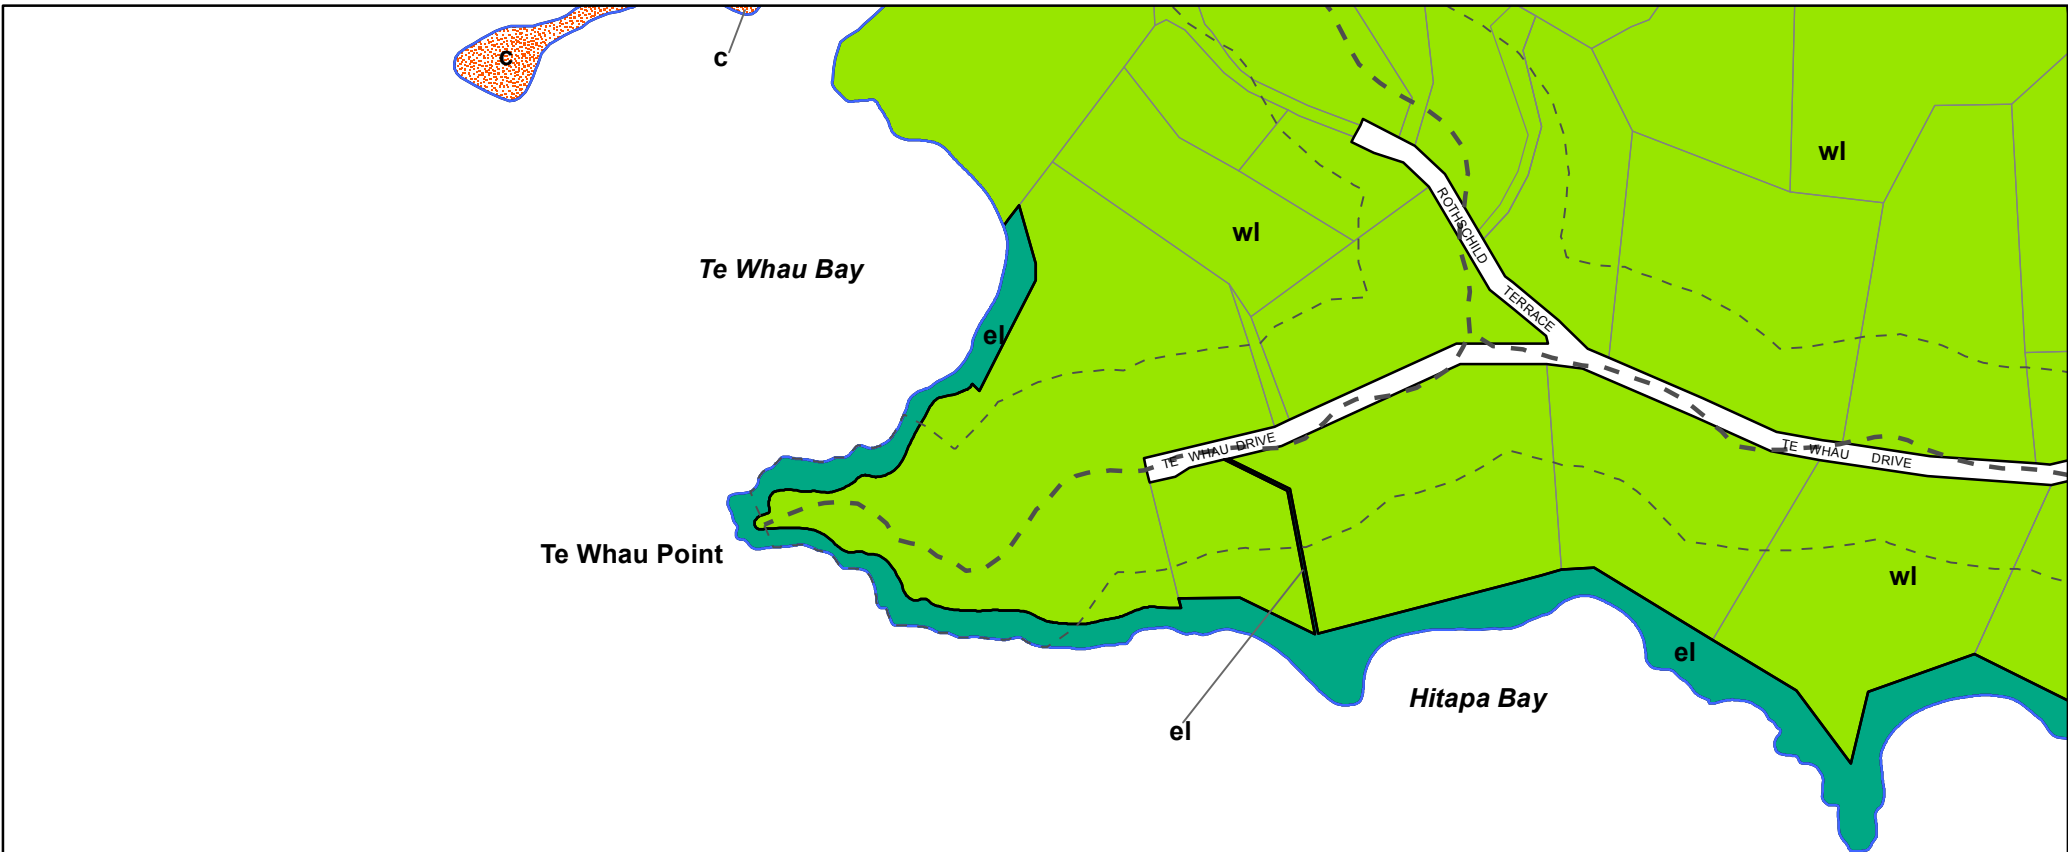 c
c
wl
wl
ROTHSCHILD
TERRACE
Te Whau Bay
el
TE WHAU DRIVE
TE WHAU DRIVE
Te Whau Point
wl
el
Hitapa Bay
el